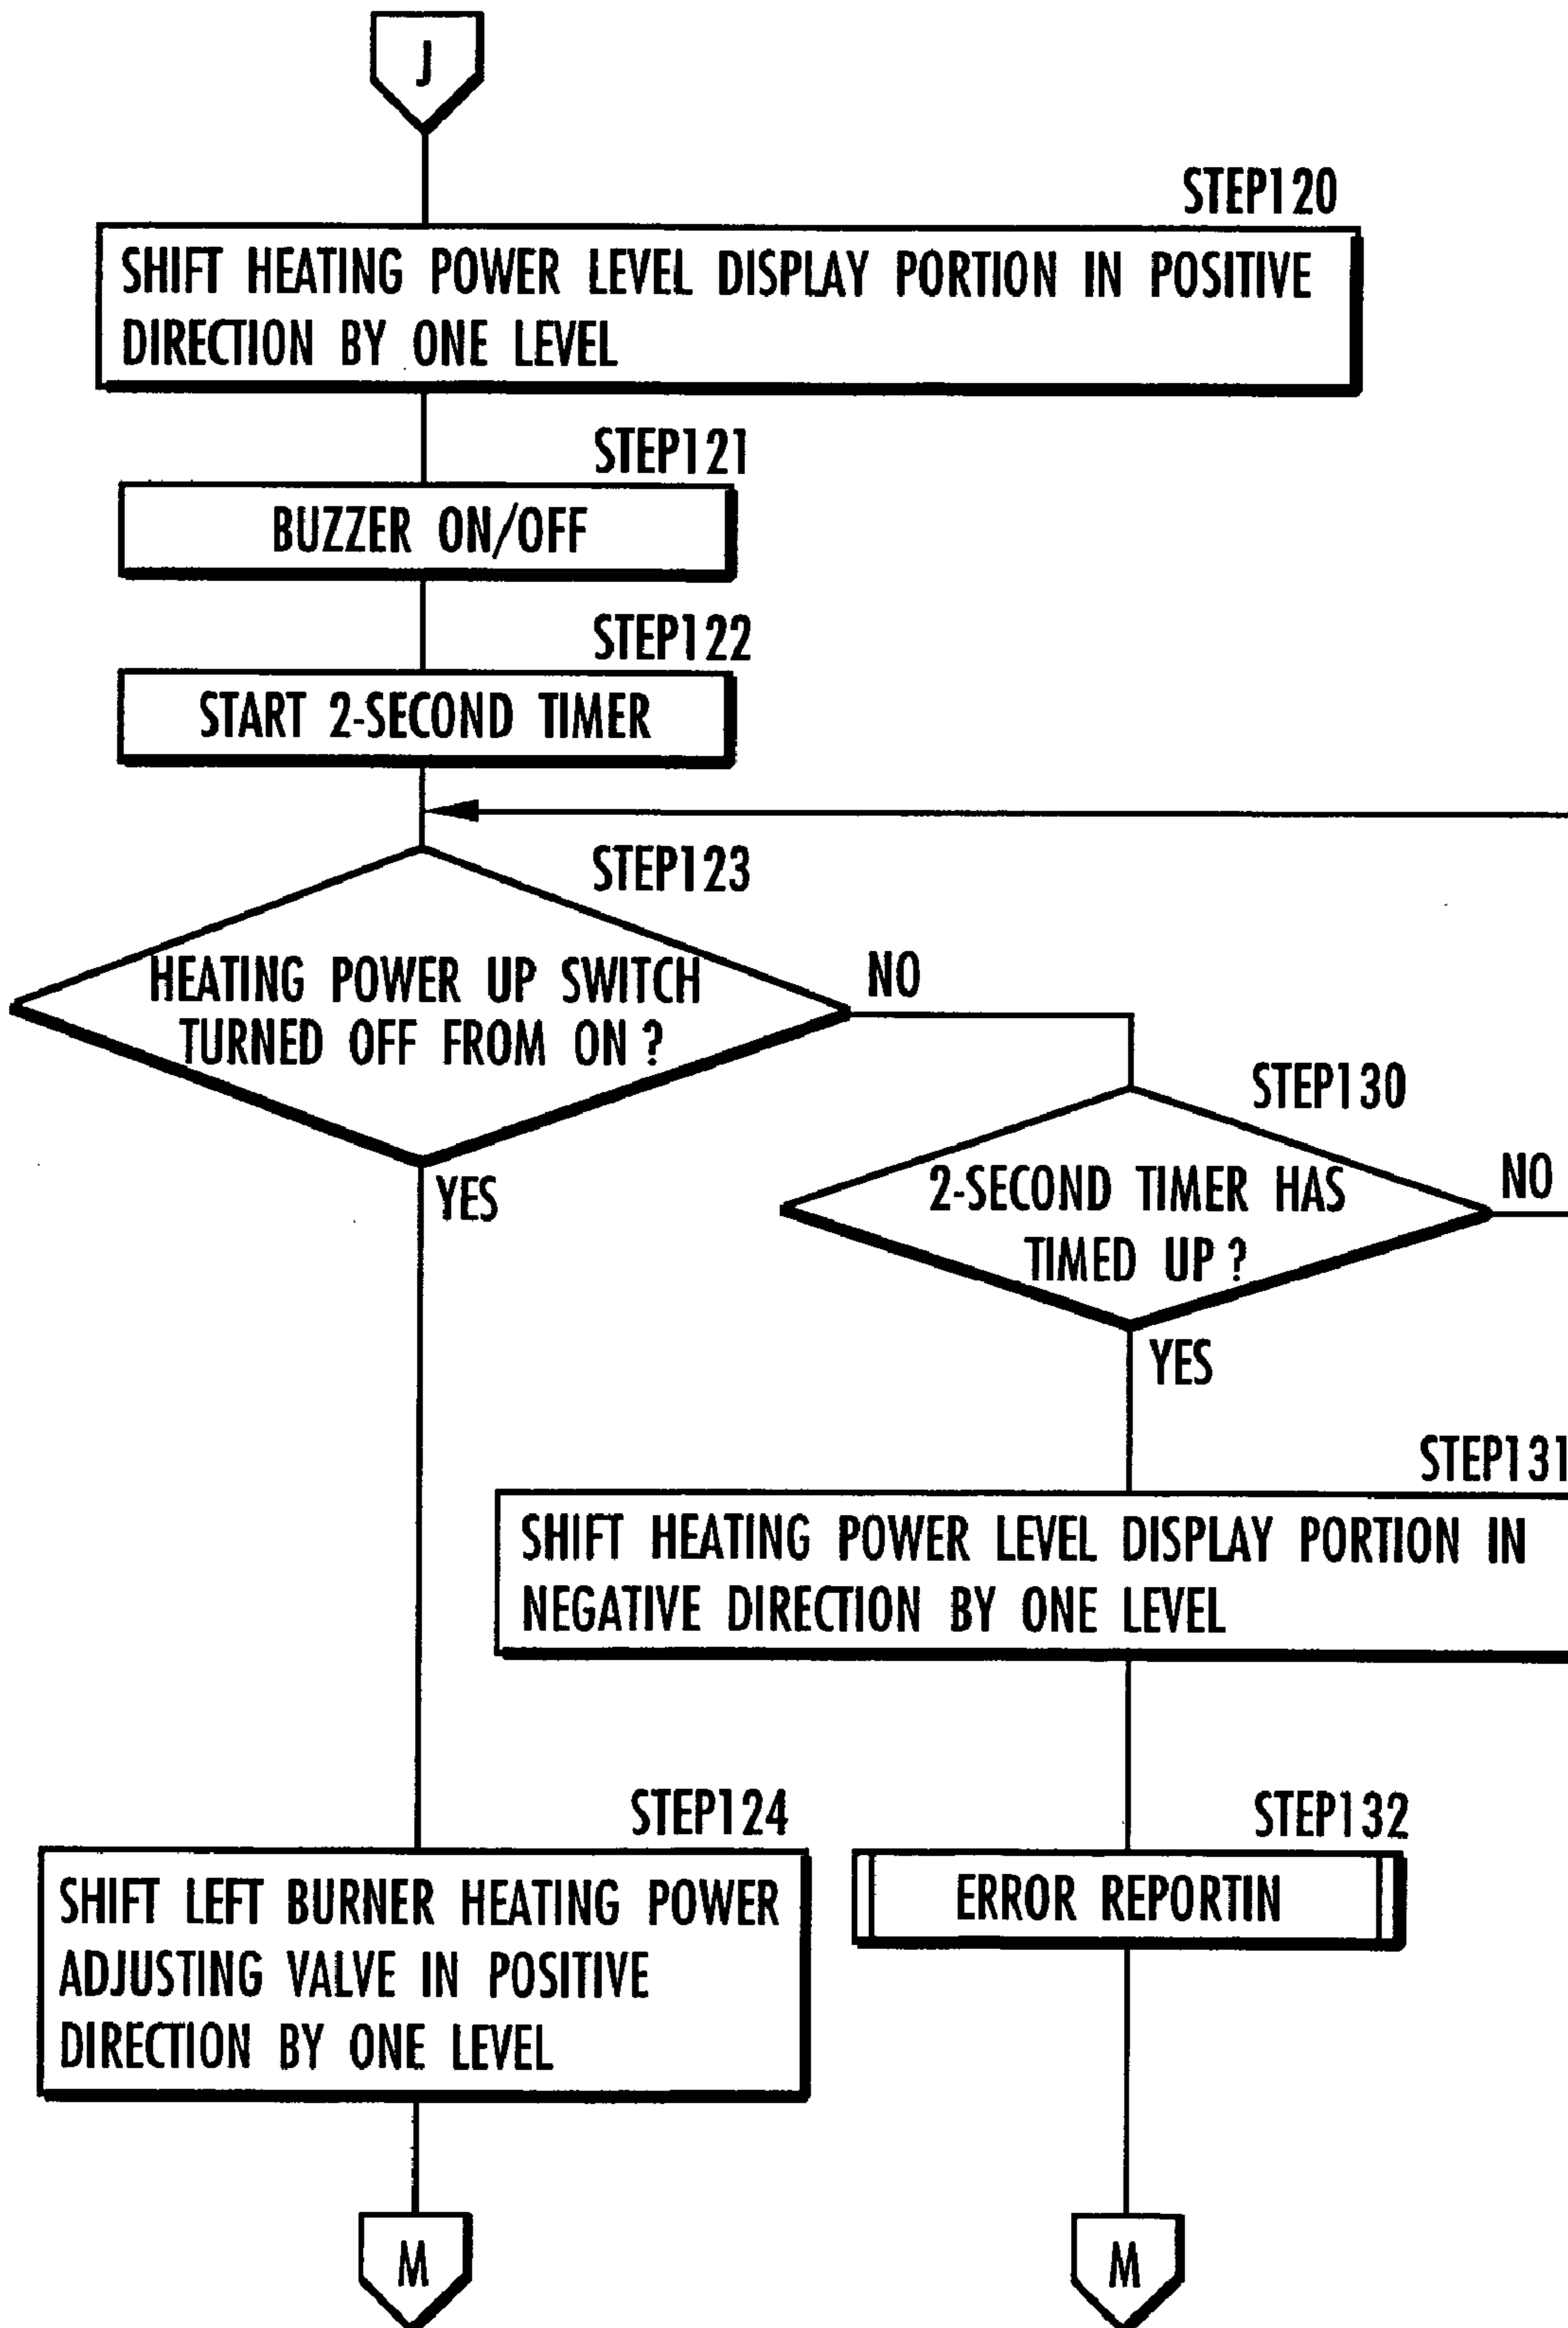 J
STEP120
SHIFT HEATING POWER LEVEL DISPLAY PORTION IN POSITIVE
DIRECTION BY ONE LEVEL
STEP121
BUZZER ON/OFF
STEP122
START 2-SECOND TIMER
STEP123
HEATING POWER UP SWITCH
TURNED OFF FROM ON ?
NO
YES
STEP130
2-SECOND TIMER HAS
TIMED UP ?
NO
YES
STEP131
SHIFT HEATING POWER LEVEL DISPLAY PORTION IN
NEGATIVE DIRECTION BY ONE LEVEL
STEP124
SHIFT LEFT BURNER HEATING POWER
ADJUSTING VALVE IN POSITIVE
DIRECTION BY ONE LEVEL
STEP132
ERROR REPORTIN
M
M